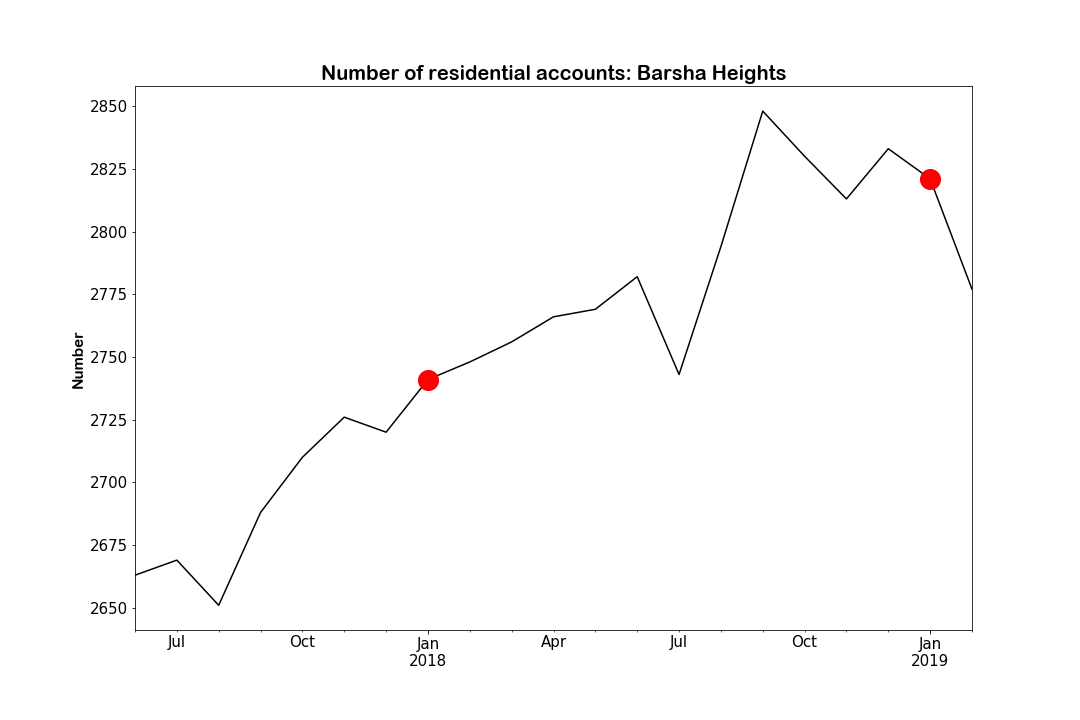 Number of residential accounts: Barsha Heights
2850
2825
2800
2775
2750
2725
2700
2675
2650
Number
Jul
Oct
Jan
2018
Apr
Jul
Oct
Jan
2019